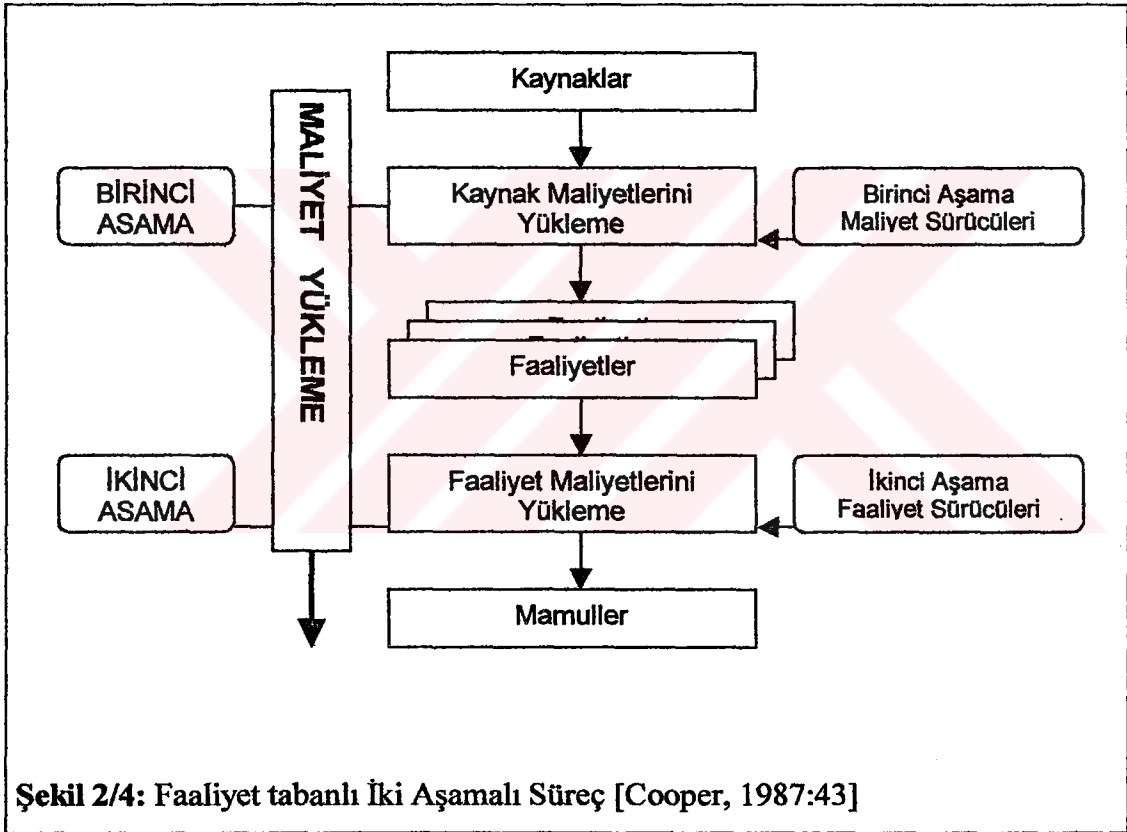 Kaynaklar
MALİYET YÜKLEME
BİRİNCİ
ASAMA
Kaynak Maliyetlerini
Yükleme
Birinci Aşama
Maliyet Sürücüleri
Faaliyetler
İKİNCİ
ASAMA
Faaliyet Maliyetlerini
Yükleme
İkinci Aşama
Faaliyet Sürücüleri
Mamuller
Şekil 2/4: Faaliyet tabanlı İki Aşamalı Süreç [Cooper, 1987:43]